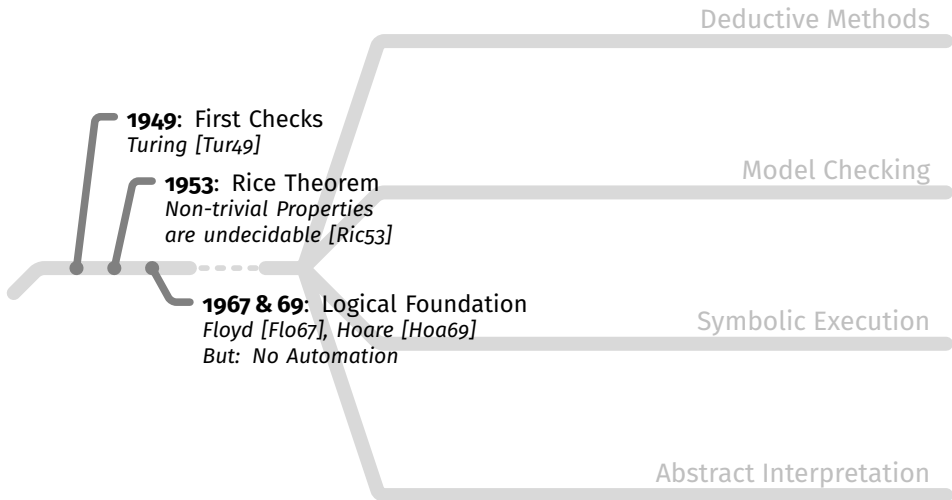 Deductive Methods
1949: First Checks
Turing [Tur49]
Model Checking
1953: Rice Theorem
Non-trivial Properties
are undecidable [Ric53]
1967 & 69: Logical Foundation
Floyd [Flo67], Hoare [Hoa69]
But: No Automation
Symbolic Execution
Abstract Interpretation